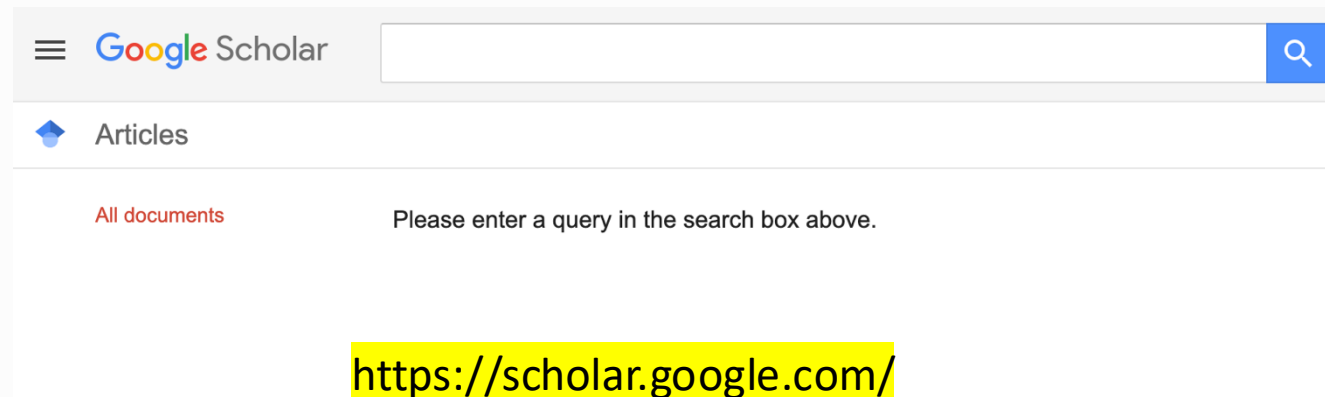 Google Scholar
Articles
All documents
Please enter a query in the search box above.
https://scholar.google.com/